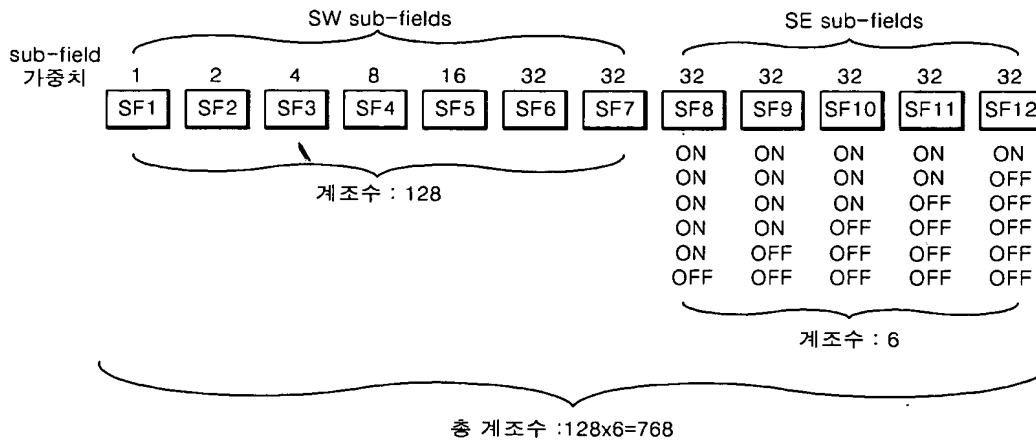 SW sub-fields SE sub-fields
sub-field
가중치 1 2 4 8 16 32 32 32 32 32 32 32
SF1 SF2 SF3 SF4 SF5 SF6 SF7 SF8 SF9 SF10 SF11 SF12
ON ON ON ON ON
계조수 : 128
ON ON ON ON OFF
ON ON ON OFF OFF
ON ON OFF OFF OFF
ON OFF OFF OFF OFF
OFF OFF OFF OFF OFF
계조수 : 6
총 계조수 :128x6=768